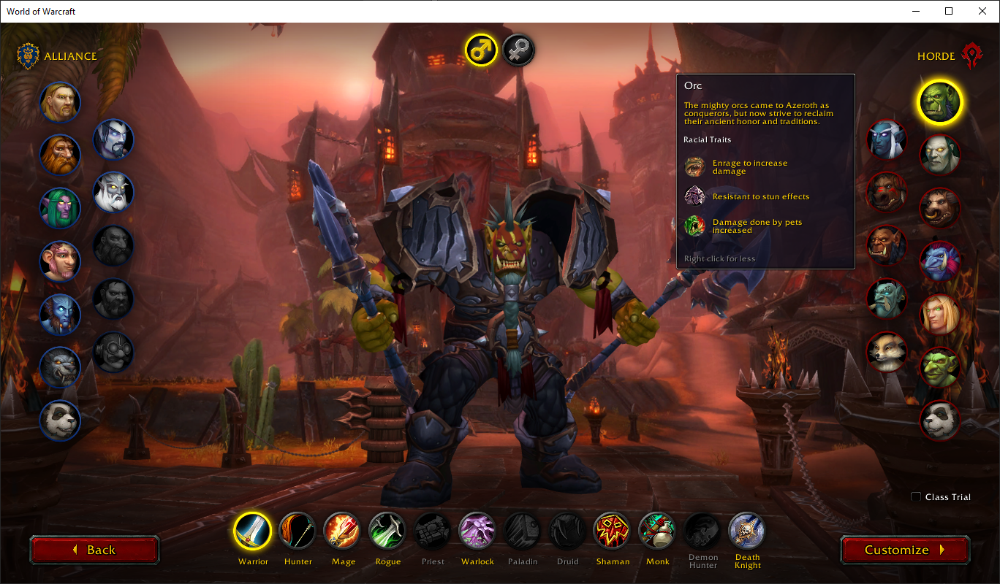 World of Warcraft
ALLIANCE
HORDE
Orc
The mighty orcs came to Azeroth as
conquerors, but now strive to reclaim
their ancient honor and traditions.
Racial Traits
Enrage to increase
damage
Resistant to stun effects
Damage done by pets
increased
Right click for less
Class Trial
Back
Warrior
Hunter
Mage
Rogue
Priest
Warlock
Paladin
Druid
Shaman
Monk
Demon
Hunter
Death
Knight
Customize